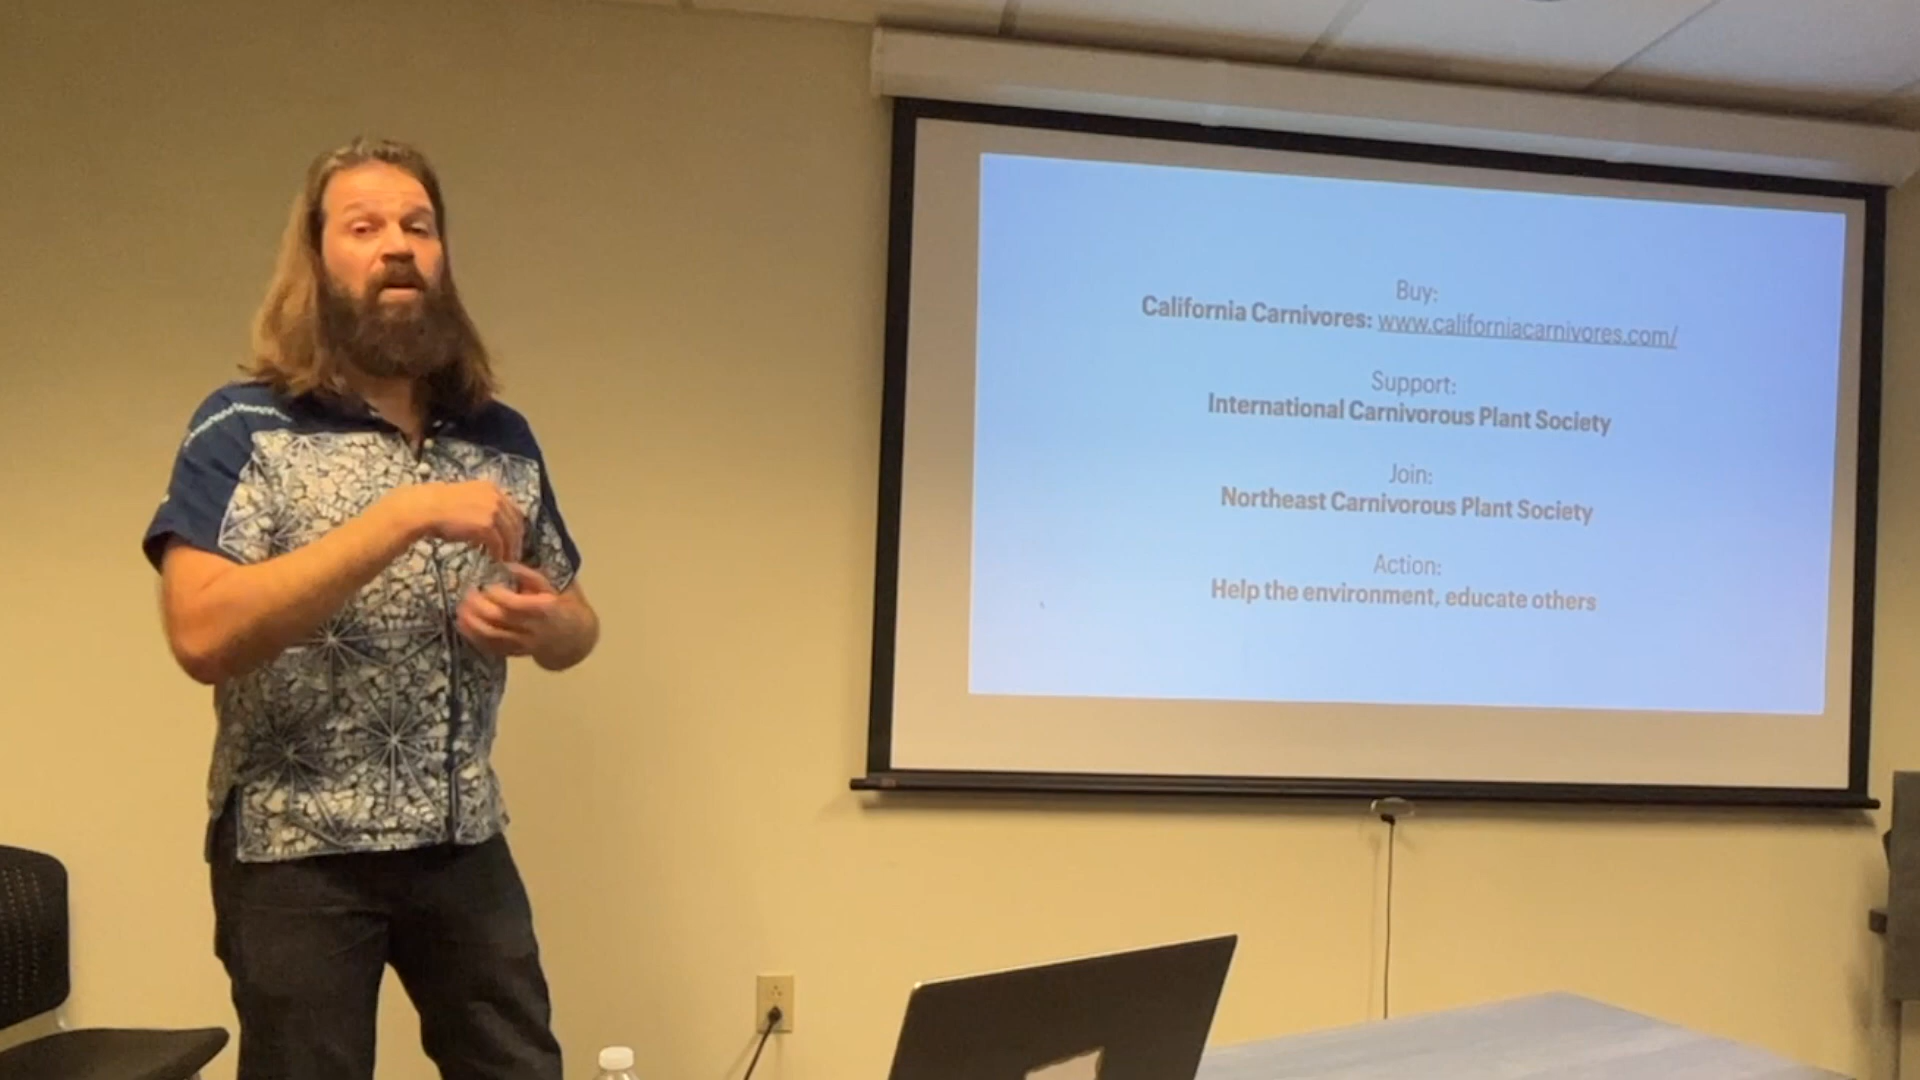 Buy:
California Carnivores: www.californiacarnivores.com/
Support:
International Carnivorous Plant Society
Join:
Northeast Carnivorous Plant Society
Action:
Help the environment, educate others